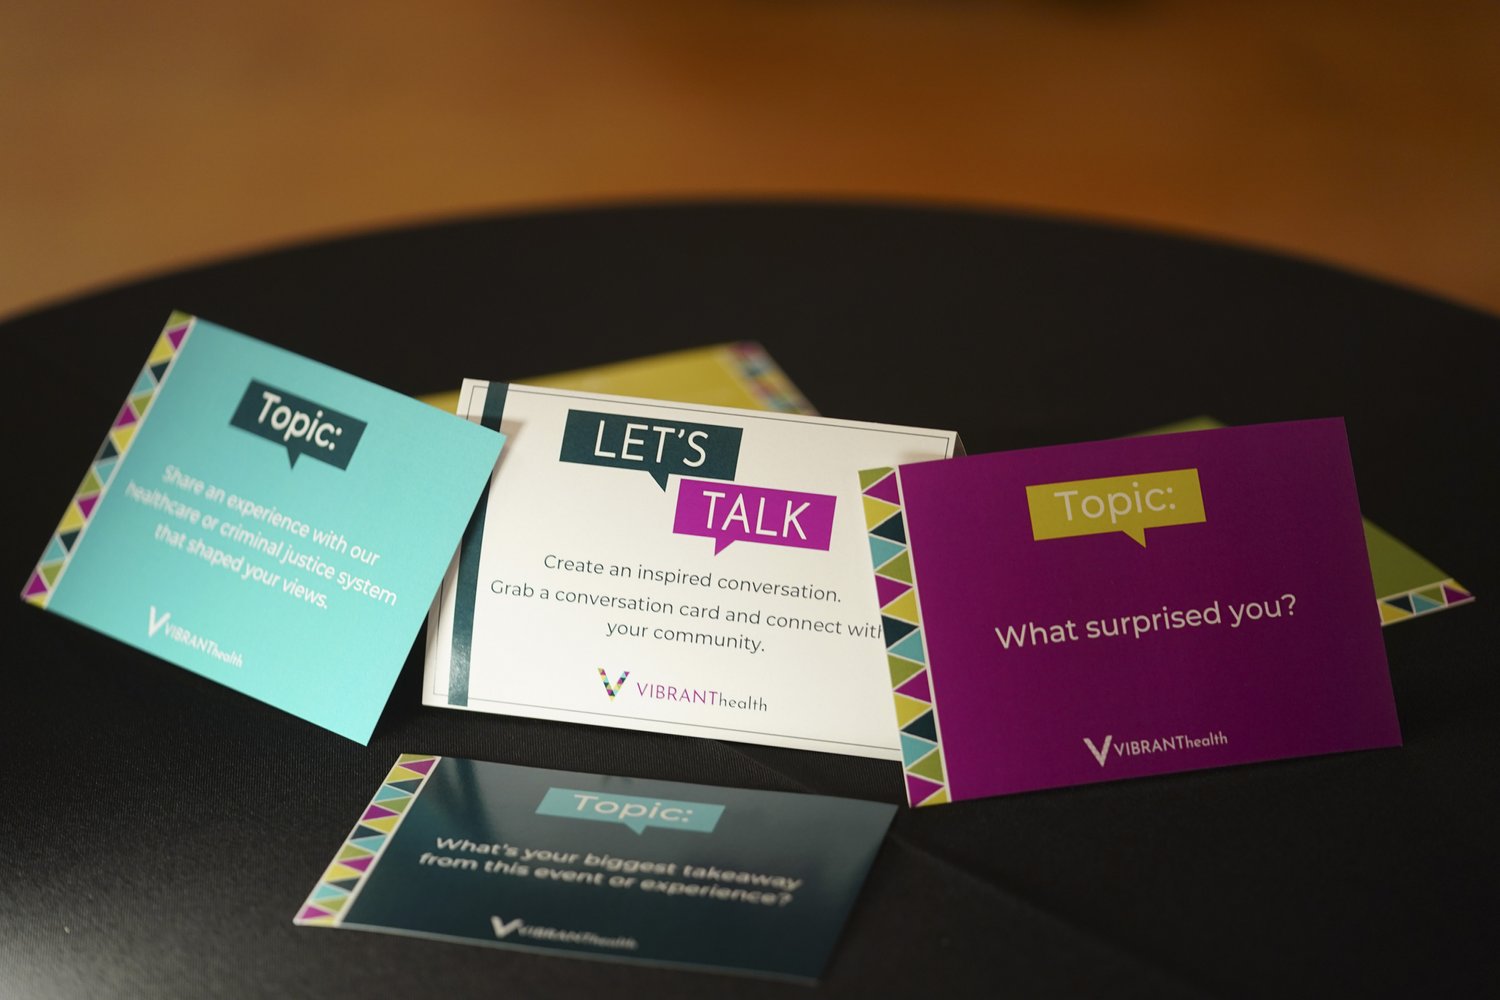 Topic:
Share an experience with our
healthcare or criminal justice system
that shaped your views.
VIBRANThealth
LET'S
TALK
Create an inspired conversation.
Grab a conversation card and connect with
your community.
VIBRANThealth
Topic:
What surprised you?
VIBRANThealth
Topic:
What's your biggest takeaway
from this event or experience?
VIBRANThealth